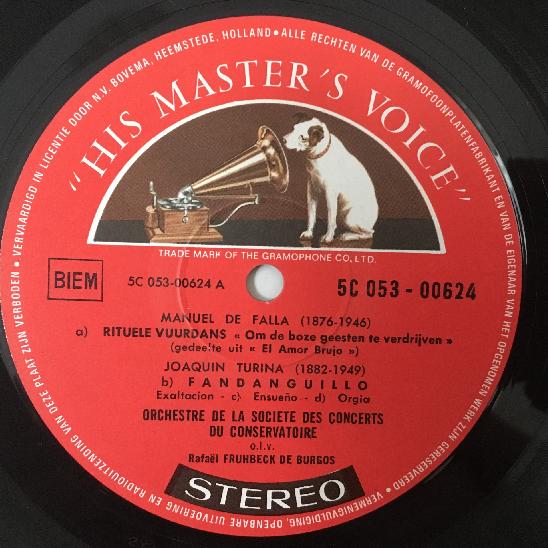 VERVAARDIGD IN LICENTIE DOOR N.V. BOVEMA, HEEMSTEDE, HOLLAND • ALLE RECHTEN VAN DE GRAMOFOONPLATENFABRIKANT EN VAN DE EIGENAAR VAN HET OPGENOMEN WERK ZIJN GERESERVEERD • VERMENIGVULDIGING, OPENBARE UITVOERING EN RADIOUITZENDING VAN DEZE PLAAT ZIJN VERBODEN •
"HIS MASTER'S VOICE"
TRADE MARK OF THE GRAMOPHONE CO, LTD.
BIEM
5C 053-00624 A
5C 053 - 00624
MANUEL DE FALLA (1876-1946)
a) RITUELE VUURDANS « Om de boze geesten te verdrijven »
(gedeelte uit « El Amor Brujo »)
JOAQUIN TURINA (1882-1949)
b) FANDANGUILLO
Exaltacion - c) Ensueño - d) Orgia
ORCHESTRE DE LA SOCIETE DES CONCERTS
DU CONSERVATOIRE
o.l.v.
Rafaël FRUHBECK DE BURGOS
STEREO